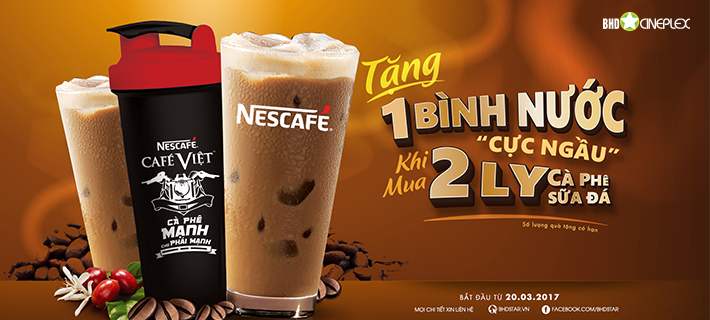 BHD CINEPLEX
Tặng
1 BÌNH NƯỚC
"CỰC NGẦU"
Khi
Mua
2 LY CÀ PHÊ
SỮA ĐÁ
Số lượng quà tặng có hạn
NESCAFÉ
CAFÉ VIỆT
CÀ PHÊ
MẠNH
CHO PHÁI MẠNH
NESCAFÉ
BẮT ĐẦU TỪ 20.03.2017
MỌI CHI TIẾT XIN LIÊN HỆ BHDSTAR.VN FACEBOOK.COM/BHDSTAR